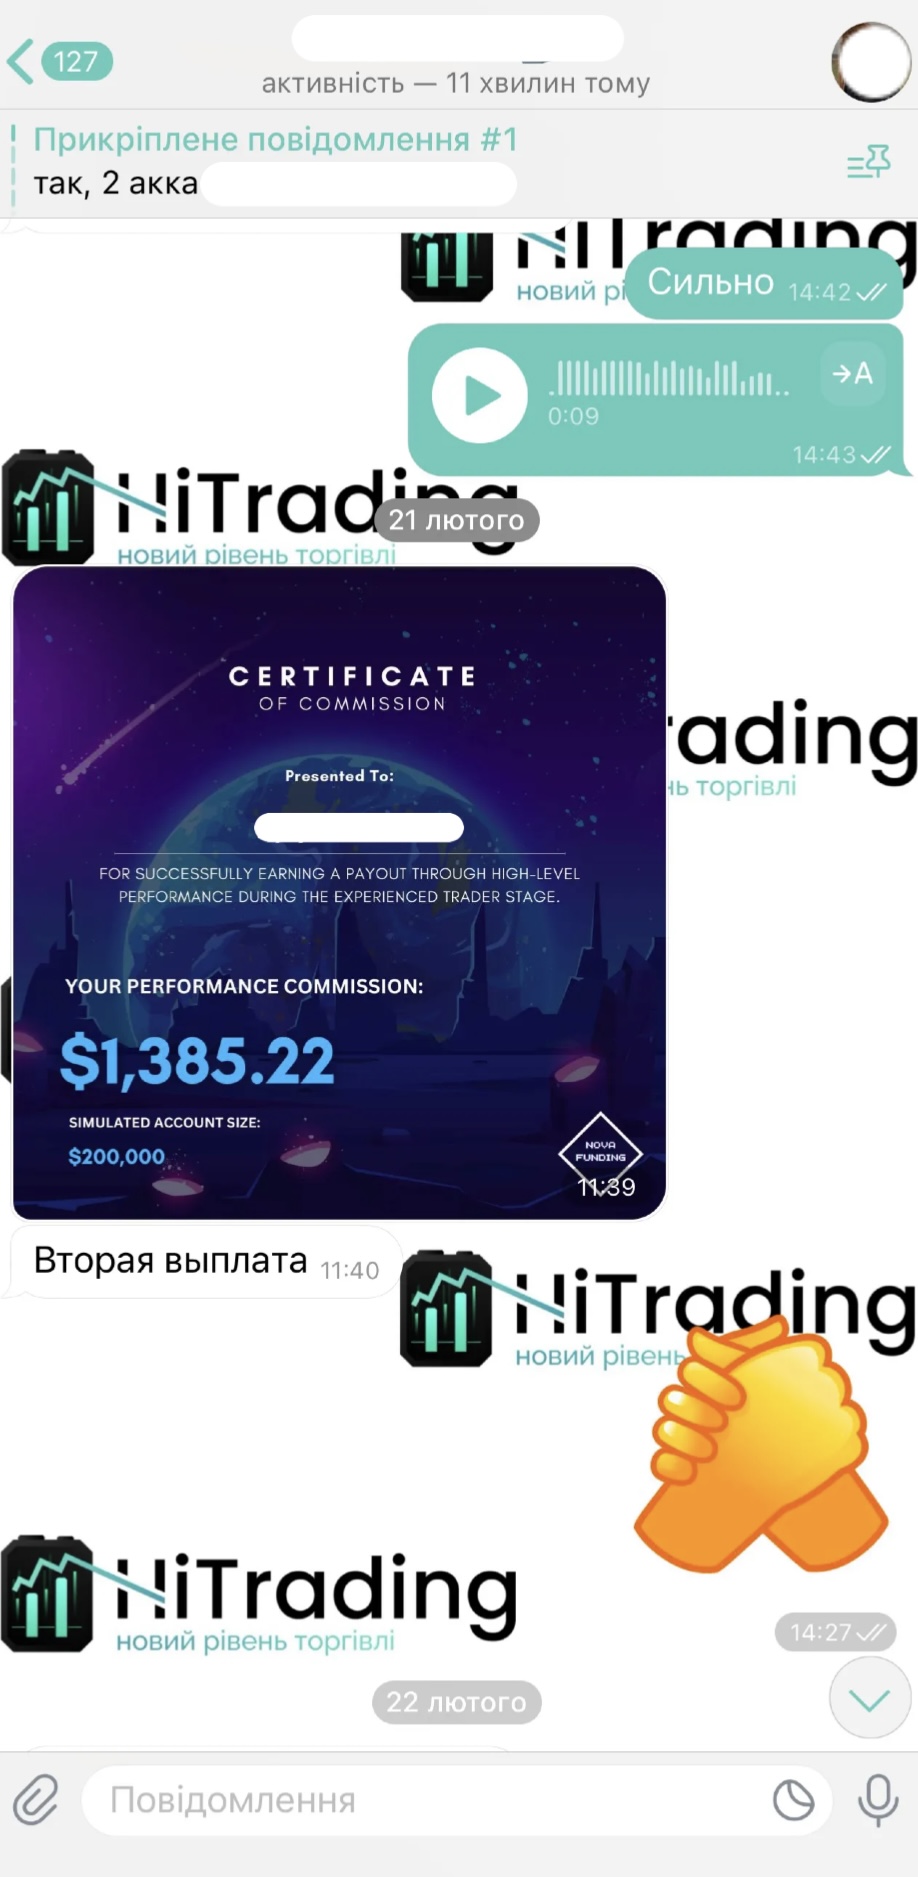 127
активність — 11 хвилин тому
Прикріплене повідомлення #1
так, 2 акка
HiTrading
новий рі
Сильно 14:42
→A
0:09
14:43
HiTrading
новий рівень торгівлі
21 лютого
CERTIFICATE
OF COMMISSION
Presented To:
FOR SUCCESSFULLY EARNING A PAYOUT THROUGH HIGH-LEVEL
PERFORMANCE DURING THE EXPERIENCED TRADER STAGE.
rading
нь торгівлі
YOUR PERFORMANCE COMMISSION:
$1,385.22
SIMULATED ACCOUNT SIZE:
$200,000
NOVA
FUNDING
11:39
Вторая выплата 11:40
HiTrading
новий рівень
HiTrading
новий рівень торгівлі
14:27
22 лютого
Повідомлення